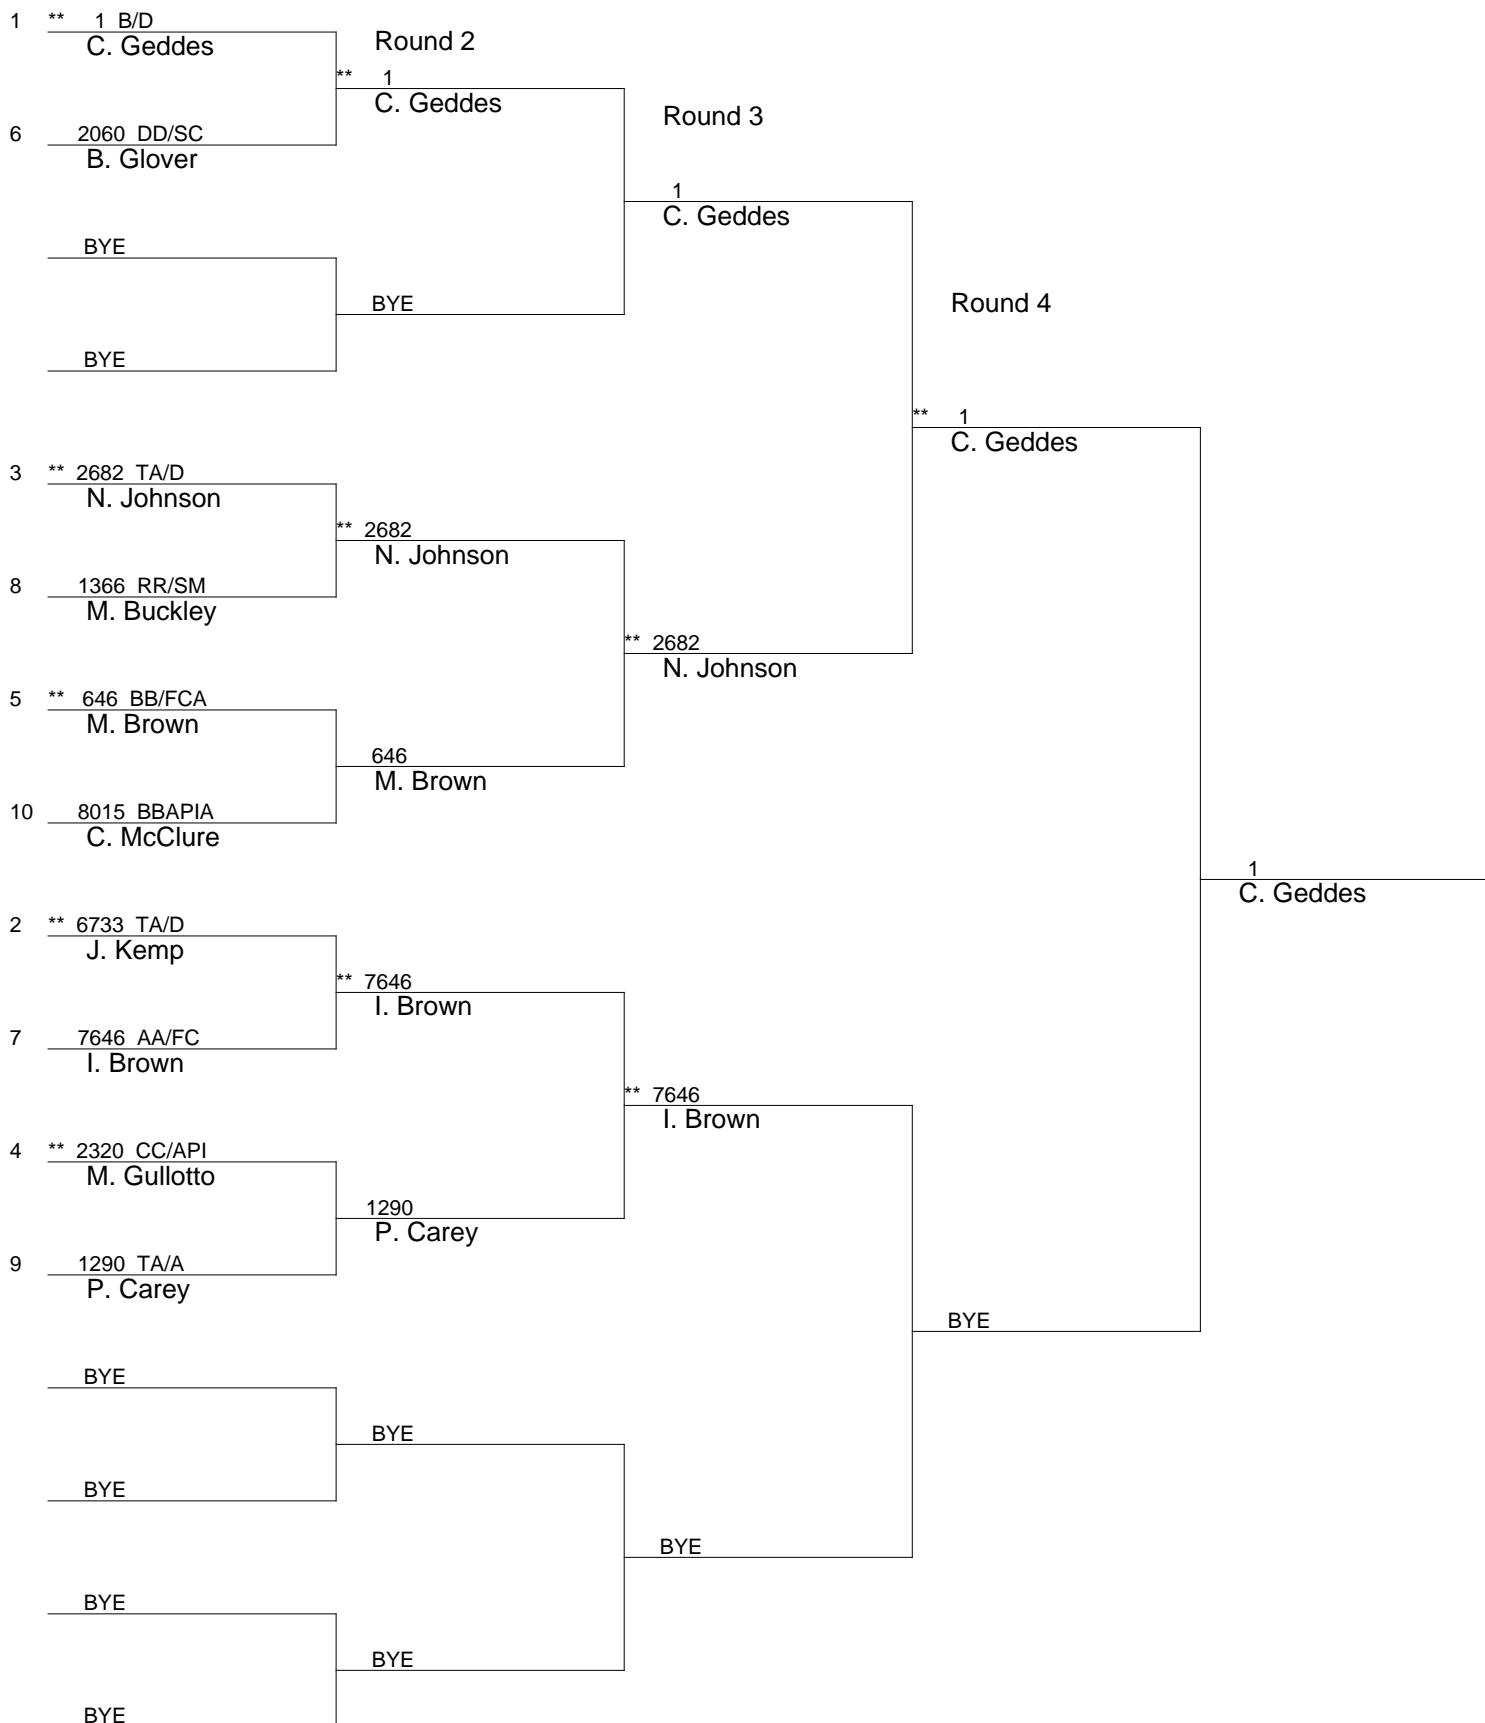 1 ** 1 B/D
C. Geddes
Round 2
** 1
C. Geddes
Round 3
6 2060 DD/SC
B. Glover
1
C. Geddes
BYE
BYE
Round 4
BYE
** 1
C. Geddes
3 ** 2682 TA/D
N. Johnson
** 2682
N. Johnson
8 1366 RR/SM
M. Buckley
** 2682
N. Johnson
5 ** 646 BB/FCA
M. Brown
646
M. Brown
10 8015 BBAPIA
C. McClure
1
C. Geddes
2 ** 6733 TA/D
J. Kemp
** 7646
I. Brown
7 7646 AA/FC
I. Brown
** 7646
I. Brown
4 ** 2320 CC/API
M. Gullotto
1290
P. Carey
9 1290 TA/A
P. Carey
BYE
BYE
BYE
BYE
BYE
BYE
BYE
BYE